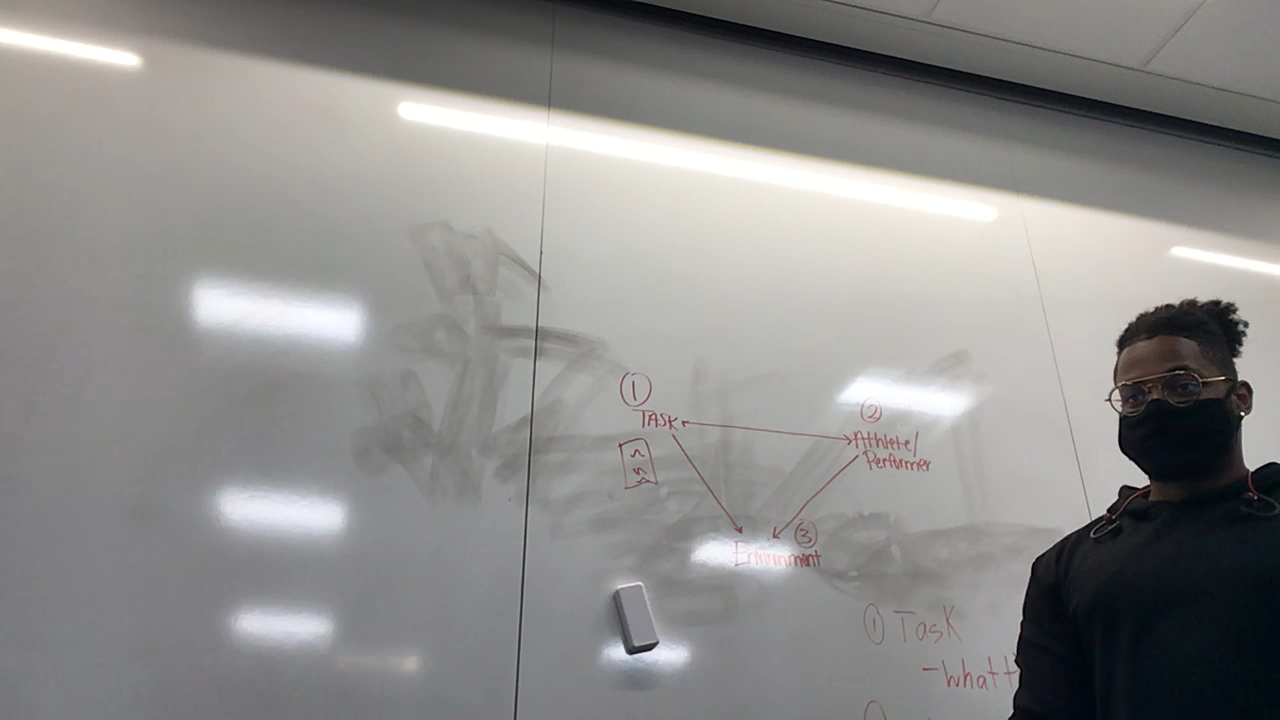 ①
TASK
②
Athlete/
Performer
③
Environment
① Task
-what